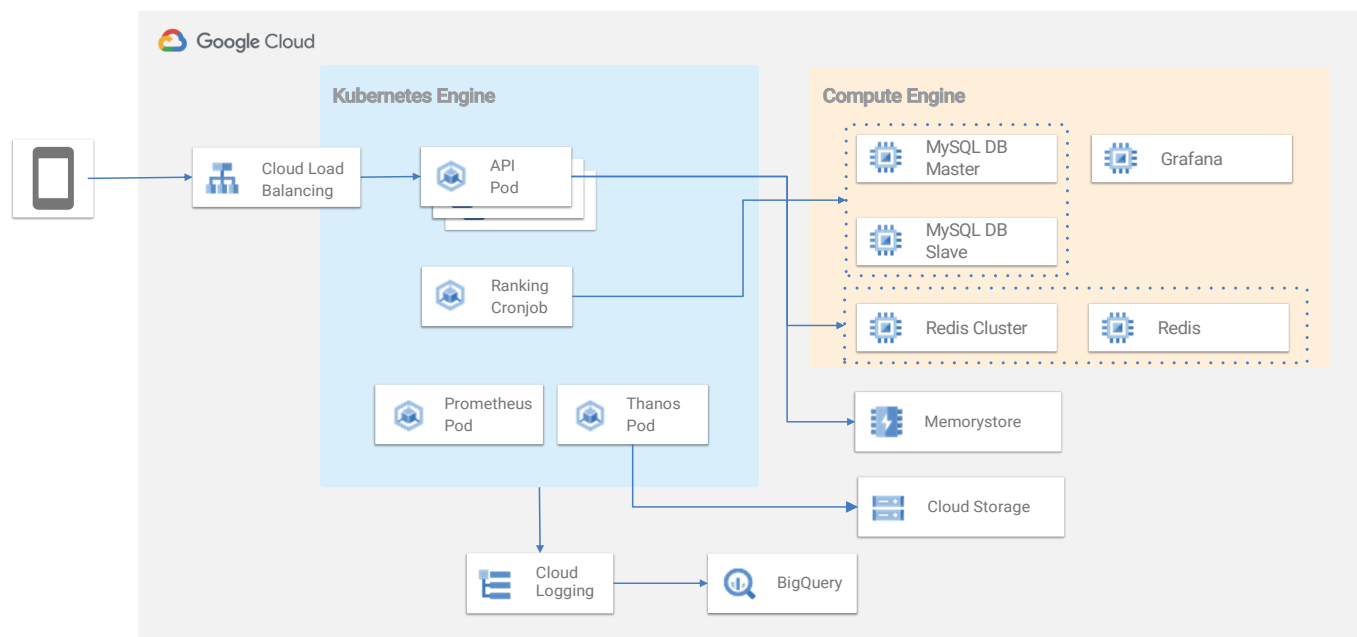 Google Cloud
Kubernetes Engine
Compute Engine
Cloud Load
Balancing
API
Pod
MySQL DB
Master
Grafana
MySQL DB
Slave
Ranking
Cronjob
Redis Cluster
Redis
Prometheus
Pod
Thanos
Pod
Memorystore
Cloud Storage
Cloud
Logging
BigQuery